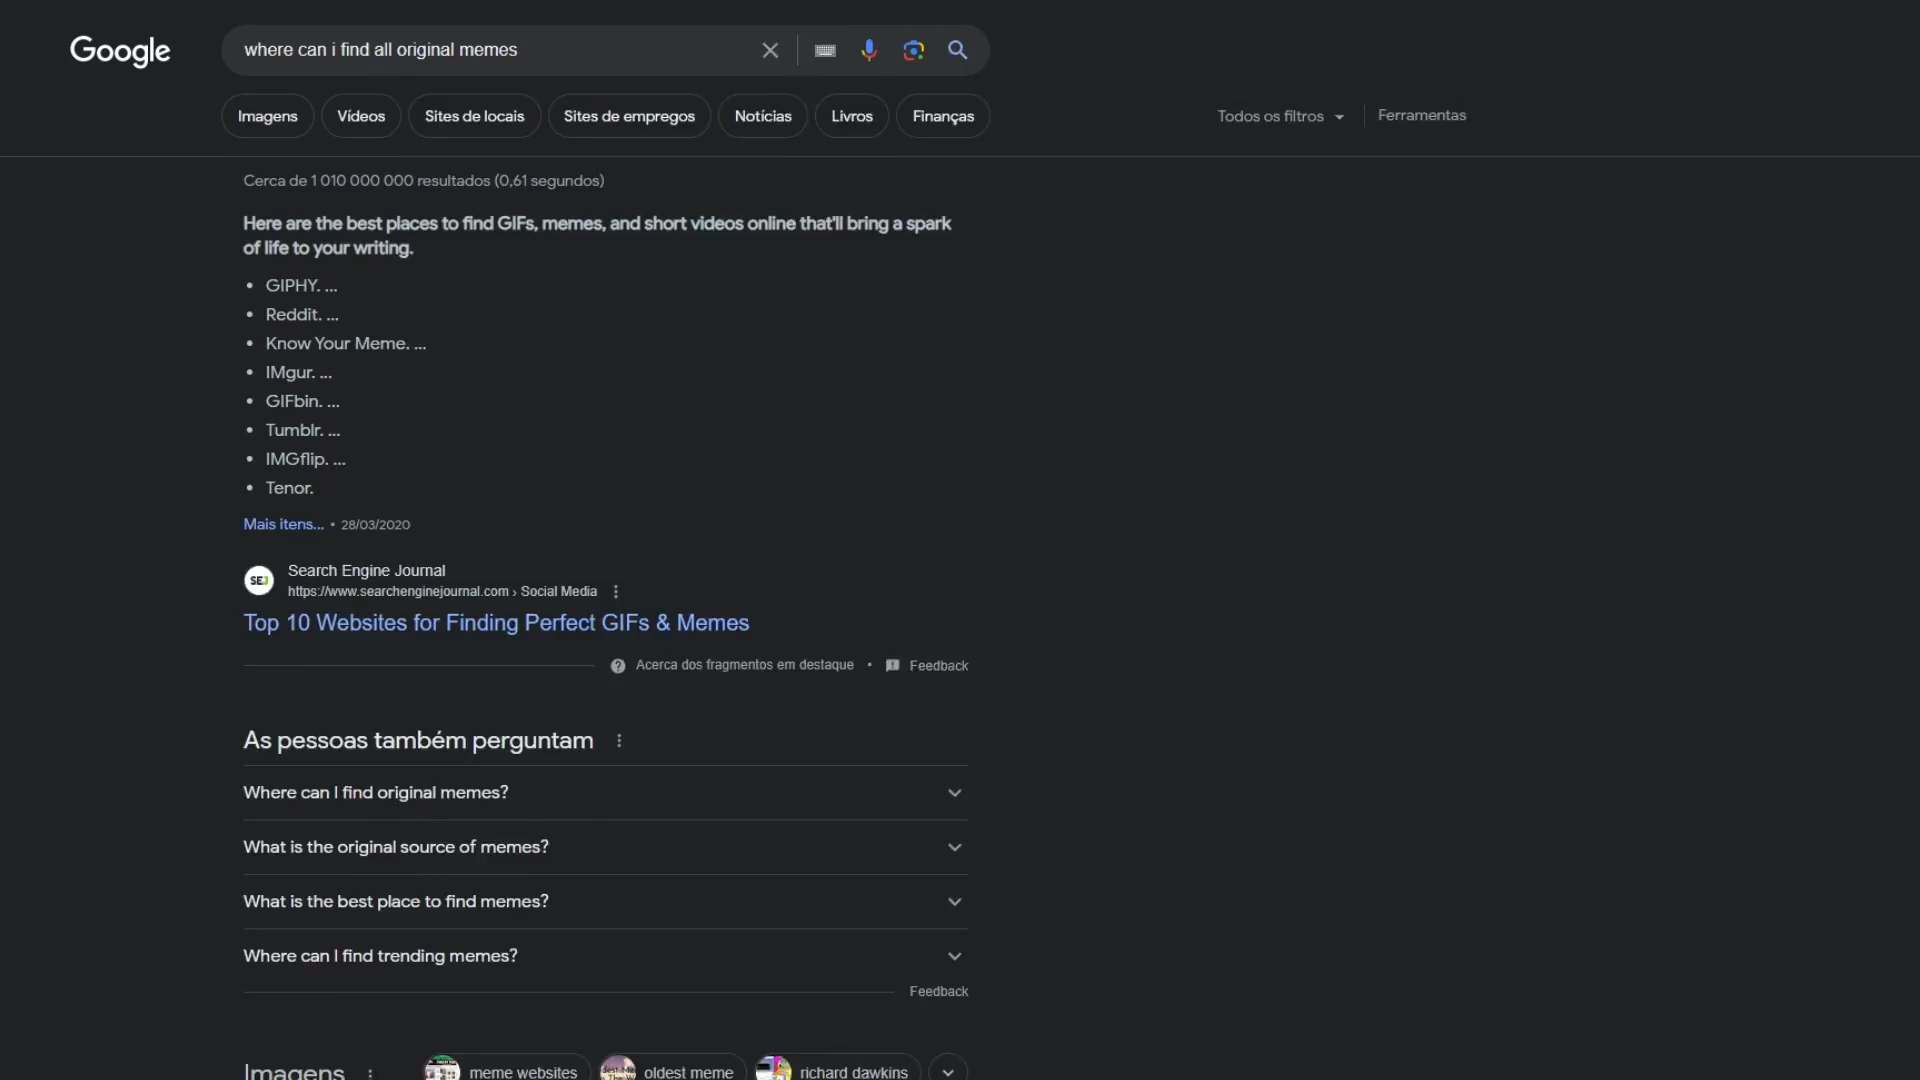 Google
where can i find all original memes
Imagens
Vídeos
Sites de locais
Sites de empregos
Notícias
Livros
Finanças
Todos os filtros
Ferramentas
Cerca de 1 010 000 000 resultados (0,61 segundos)
Here are the best places to find GIFs, memes, and short videos online that'll bring a spark
of life to your writing.
• GIPHY. ...
• Reddit. ...
• Know Your Meme. ...
• IMgur. ...
• GIFbin. ...
• Tumblr. ...
• IMGflip. ...
• Tenor.
Mais itens... • 28/03/2020
SEJ
Search Engine Journal
https://www.searchenginejournal.com › Social Media
Top 10 Websites for Finding Perfect GIFs & Memes
Acerca dos fragmentos em destaque • Feedback
As pessoas também perguntam
Where can I find original memes?
What is the original source of memes?
What is the best place to find memes?
Where can I find trending memes?
Feedback
Imagens
meme websites
oldest meme
richard dawkins